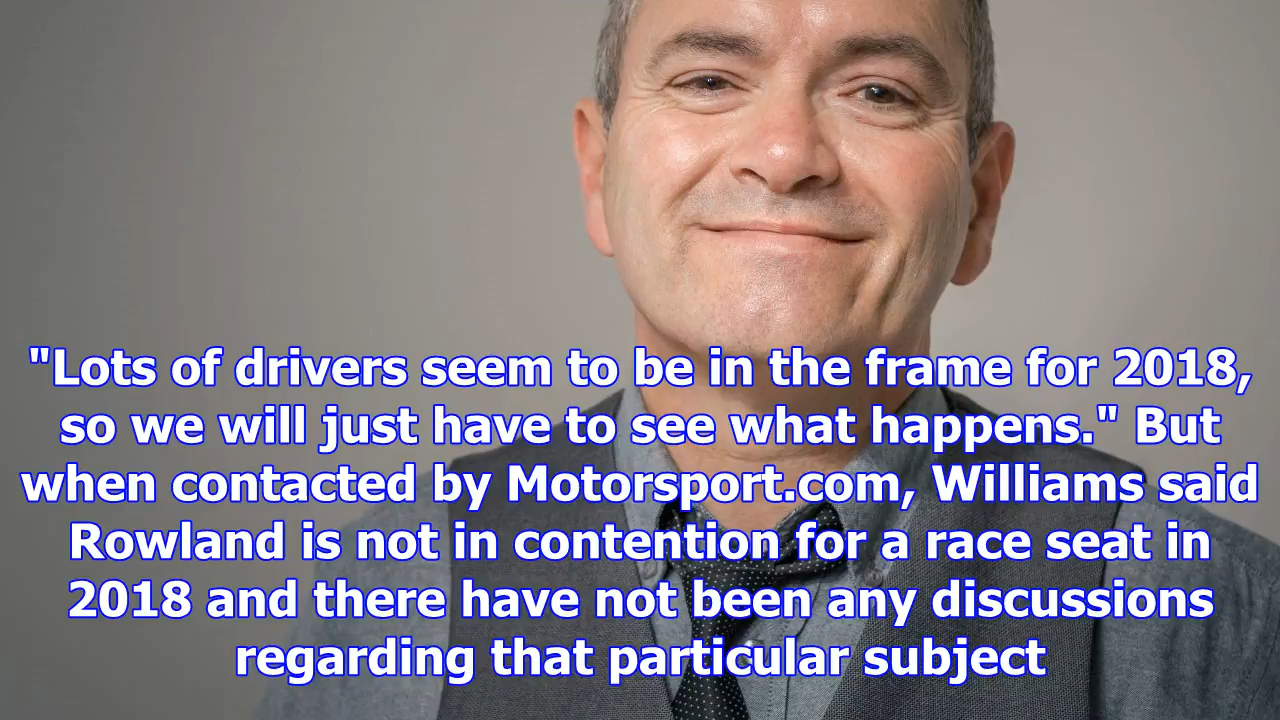 "Lots of drivers seem to be in the frame for 2018,
so we will just have to see what happens." But
when contacted by Motorsport.com, Williams said
Rowland is not in contention for a race seat in
2018 and there have not been any discussions
regarding that particular subject